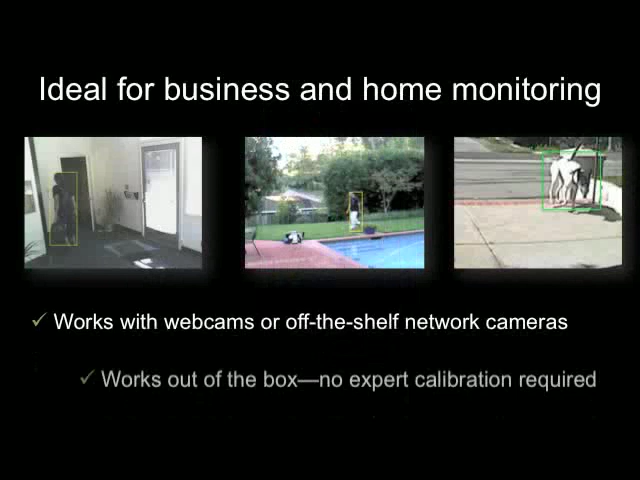 Ideal for business and home monitoring
✓ Works with webcams or off-the-shelf network cameras
✓ Works out of the box—no expert calibration required